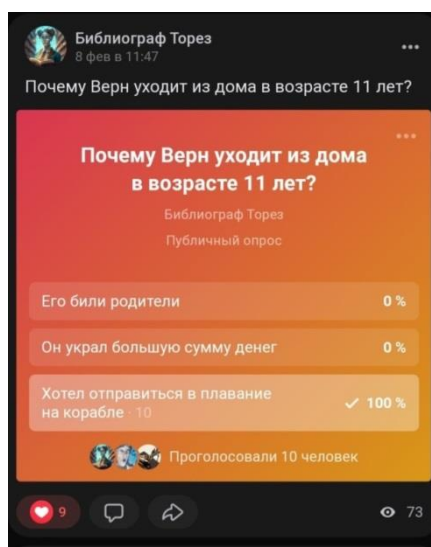 Библиограф Торез
8 фев в 11:47
Почему Верн уходит из дома в возрасте 11 лет?
Почему Верн уходит из дома
в возрасте 11 лет?
Библиограф Торез
Публичный опрос
Его били родители 0 %
Он украл большую сумму денег 0 %
Хотел отправиться в плавание
на корабле · 10 100 %
Проголосовали 10 человек
9 73